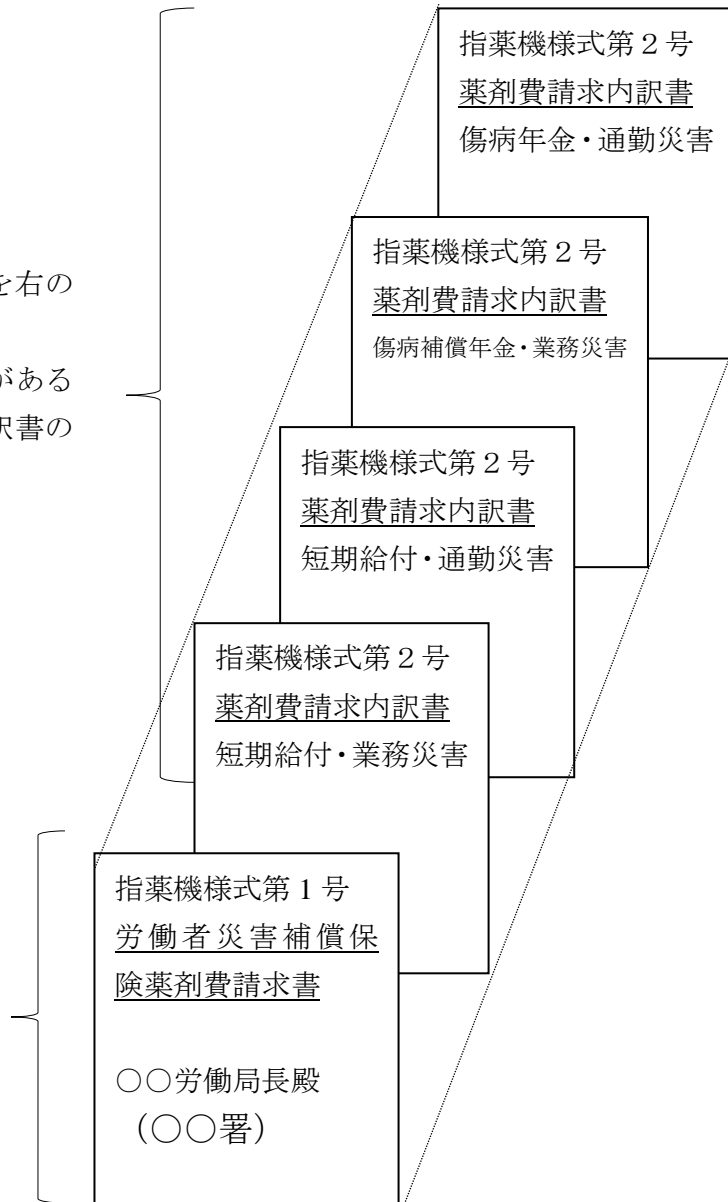 指薬機様式第２号
薬剤費請求内訳書
傷病年金・通勤災害
を右の
がある
訳書の
指薬機様式第２号
薬剤費請求内訳書
傷病補償年金・業務災害
指薬機様式第２号
薬剤費請求内訳書
短期給付・通勤災害
指薬機様式第２号
薬剤費請求内訳書
短期給付・業務災害
指薬機様式第１号
労働者災害補償保
険薬剤費請求書
○○労働局長殿
（○○署）